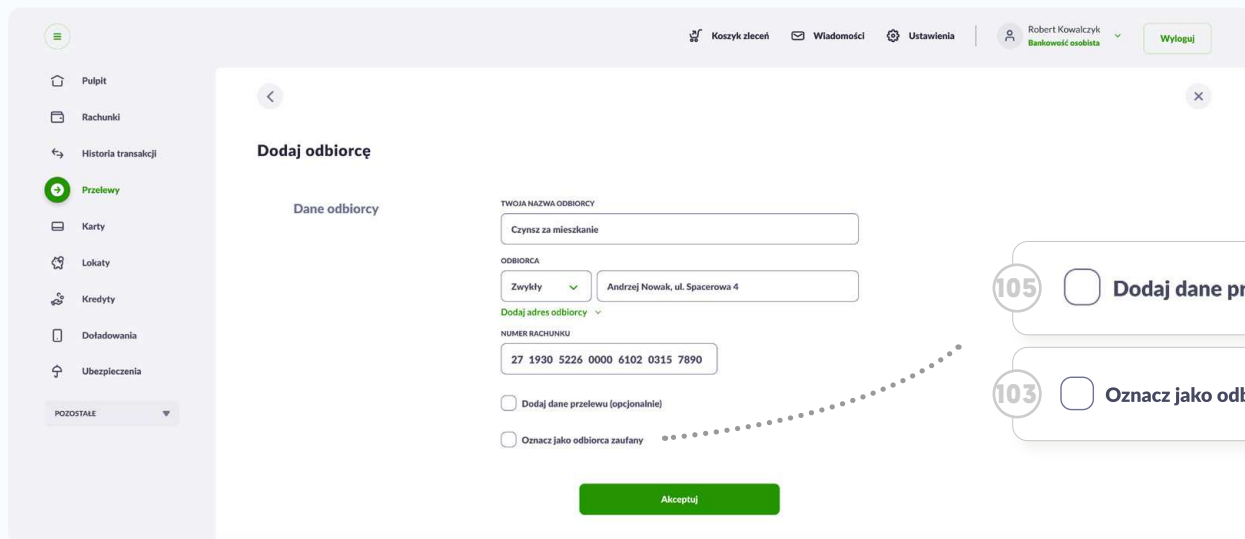 Koszyk zleceń
Wiadomości
Ustawienia
Robert Kowalczyk
Bankowość osobista
Wyloguj
Pulpit
Rachunki
Historia transakcji
Przelewy
Karty
Lokaty
Kredyty
Doładowania
Ubezpieczenia
POZOSTAŁE
Dodaj odbiorcę
Dane odbiorcy
TWOJA NAZWA ODBIORCY
Czynsz za mieszkanie
ODBIORCA
Zwykły
Andrzej Nowak, ul. Spacerowa 4
Dodaj adres odbiorcy
NUMER RACHUNKU
27 1930 5226 0000 6102 0315 7890
Dodaj dane przelewu (opcjonalnie)
Oznacz jako odbiorca zaufany
Akceptuj
105 Dodaj dane pr
103 Oznacz jako odb